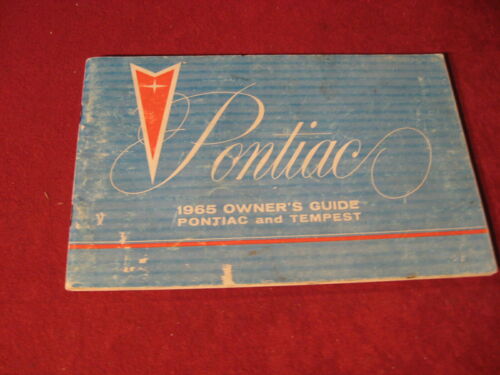 Pontiac
1965 OWNER'S GUIDE
PONTIAC and TEMPEST